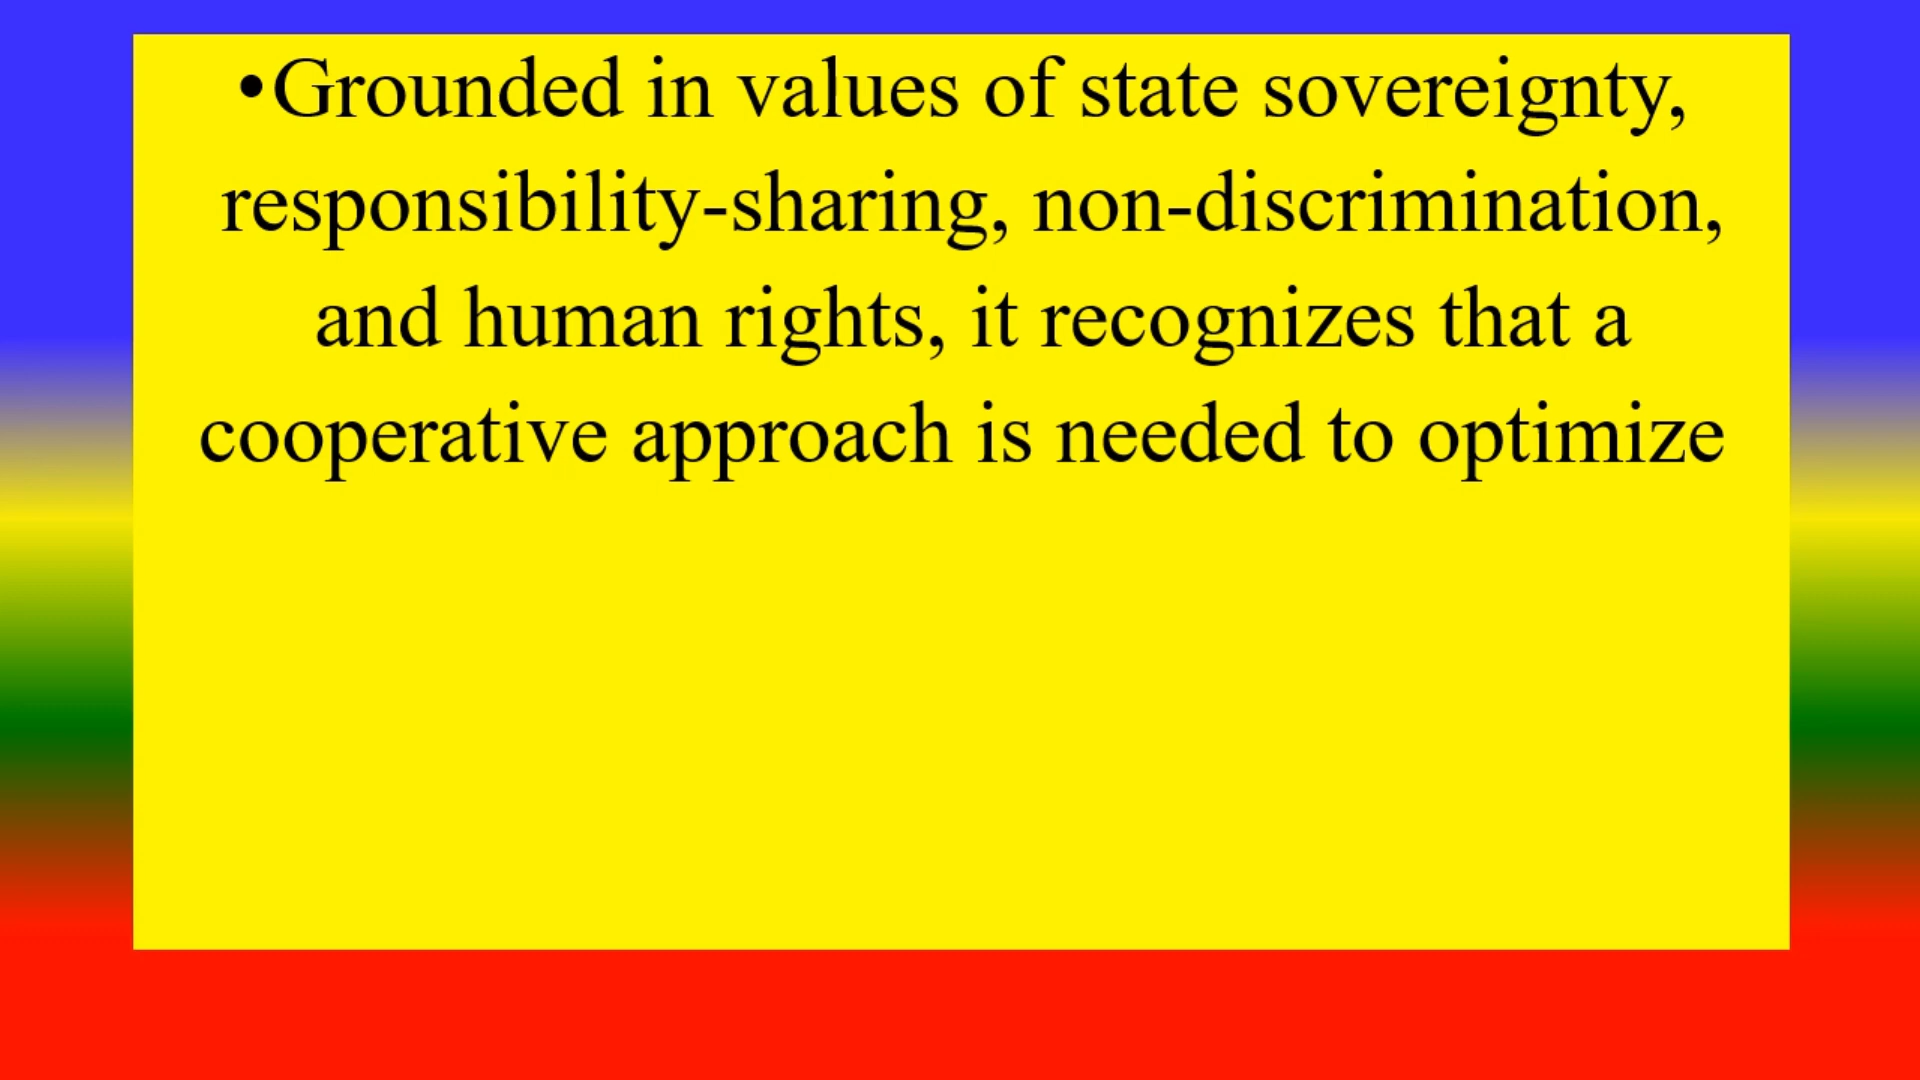 •Grounded in values of state sovereignty,
responsibility-sharing, non-discrimination,
and human rights, it recognizes that a
cooperative approach is needed to optimize